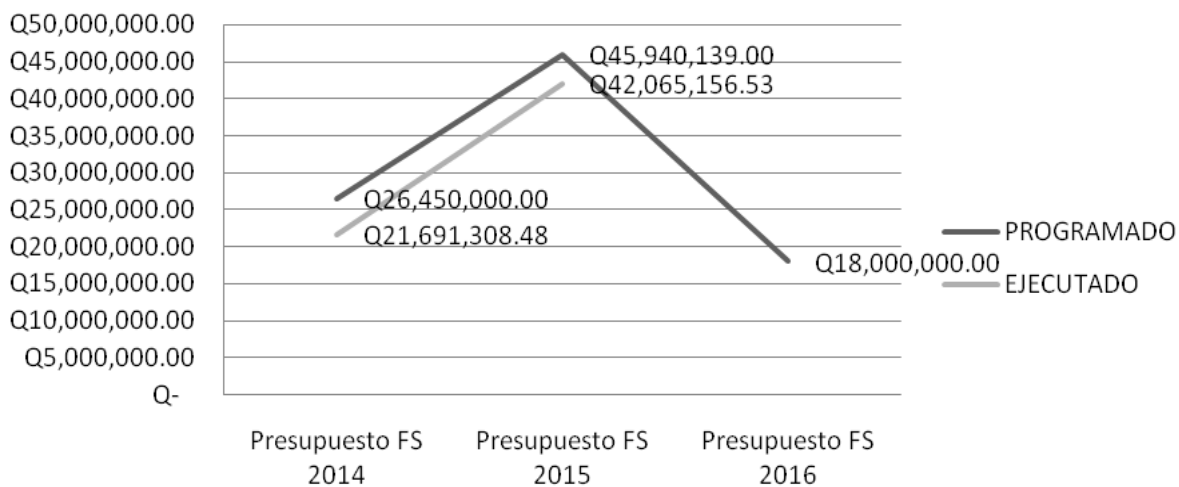 Q50,000,000.00
Q45,000,000.00
Q40,000,000.00
Q35,000,000.00
Q30,000,000.00
Q25,000,000.00
Q20,000,000.00
Q15,000,000.00
Q10,000,000.00
Q5,000,000.00
Q-
Q45,940,139.00
Q42,065,156.53
Q26,450,000.00
Q21,691,308.48
Q18,000,000.00
PROGRAMADO
EJECUTADO
Presupuesto FS
2014
Presupuesto FS
2015
Presupuesto FS
2016